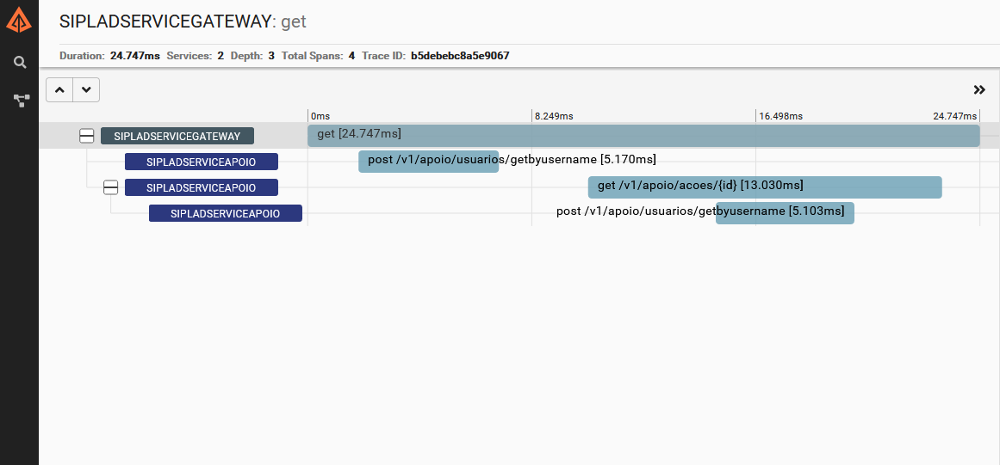 SIPLADSERVICEGATEWAY: get
Duration: 24.747ms Services: 2 Depth: 3 Total Spans: 4 Trace ID: b5debebc8a5e9067
0ms 8.249ms 16.498ms 24.747ms
SIPLADSERVICEGATEWAY get [24.747ms]
SIPLADSERVICEAPOIO post /v1/apoio/usuarios/getbyusername [5.170ms]
SIPLADSERVICEAPOIO get /v1/apoio/acoes/{id} [13.030ms]
SIPLADSERVICEAPOIO post /v1/apoio/usuarios/getbyusername [5.103ms]